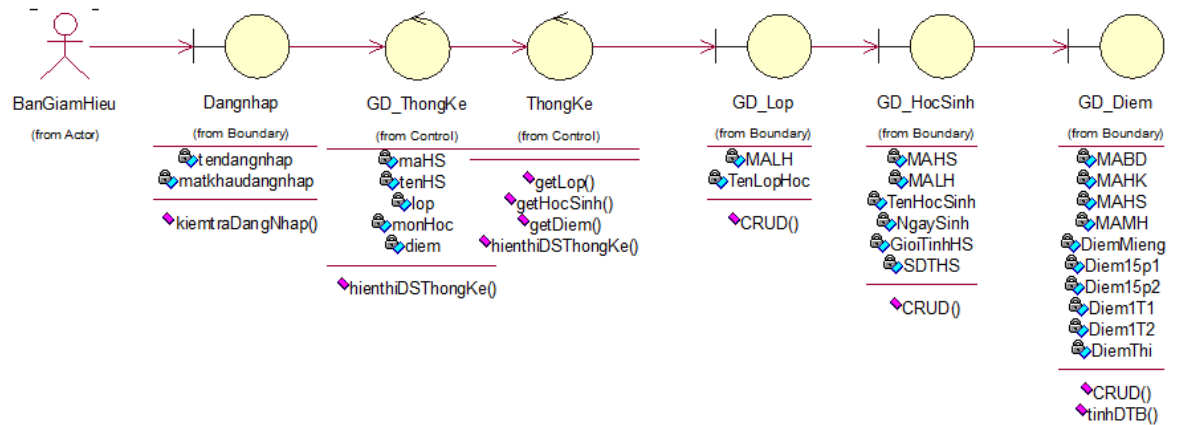 BanGiamHieu
(from Actor)
Dangnhap
(from Boundary)
tendangnhap
matkhaudangnhap
kiemtraDangNhap()
GD_ThongKe
(from Control)
maHS
tenHS
lop
monHoc
diem
hienthiDSThongKe()
ThongKe
(from Control)
getLop()
getHocSinh()
getDiem()
hienthiDSThongKe()
GD_Lop
(from Boundary)
MALH
TenLopHoc
CRUD()
GD_HocSinh
(from Boundary)
MAHS
MALH
TenHocSinh
NgaySinh
GioiTinhHS
SDTHS
CRUD()
GD_Diem
(from Boundary)
MABD
MAHK
MAHS
MAMH
DiemMieng
Diem15p1
Diem15p2
Diem1T1
Diem1T2
DiemThi
CRUD()
tinhDTB()